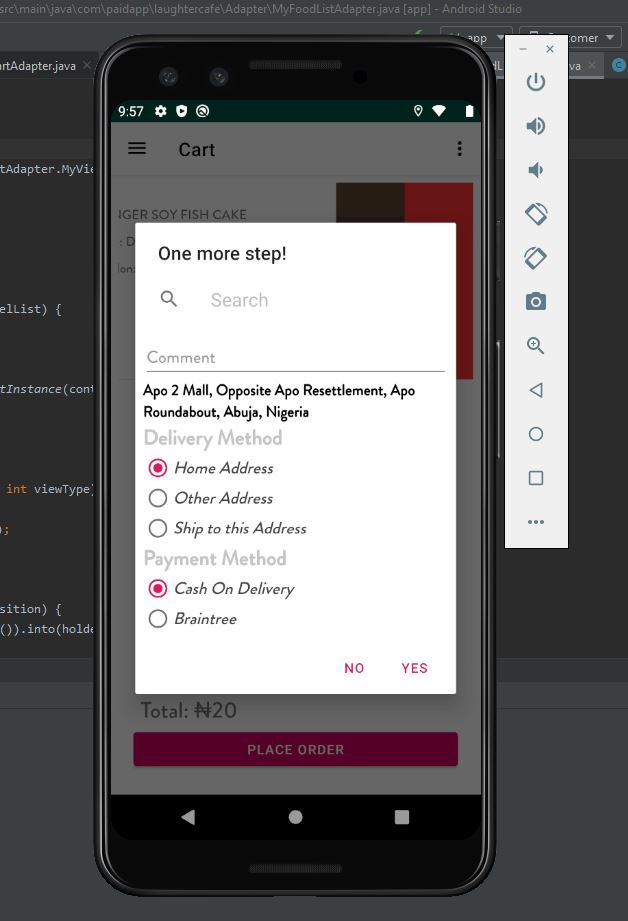 src\main\java\com\paidapp\laughtercafe\Adapter\MyFoodListAdapter.java [app] - Android Studio
app
rtAdapter.java
9:57
Cart
tAdapter.MyVie
NGER SOY FISH CAKE
: D
lon:
One more step!
Search
elList) {
Comment
tInstance(cont
Apo 2 Mall, Opposite Apo Resettlement, Apo
Roundabout, Abuja, Nigeria
Delivery Method
Home Address
int viewType)
Other Address
Ship to this Address
);
Payment Method
Cash On Delivery
sition) {
Braintree
()).into(holde
NO YES
Total: ₦20
PLACE ORDER